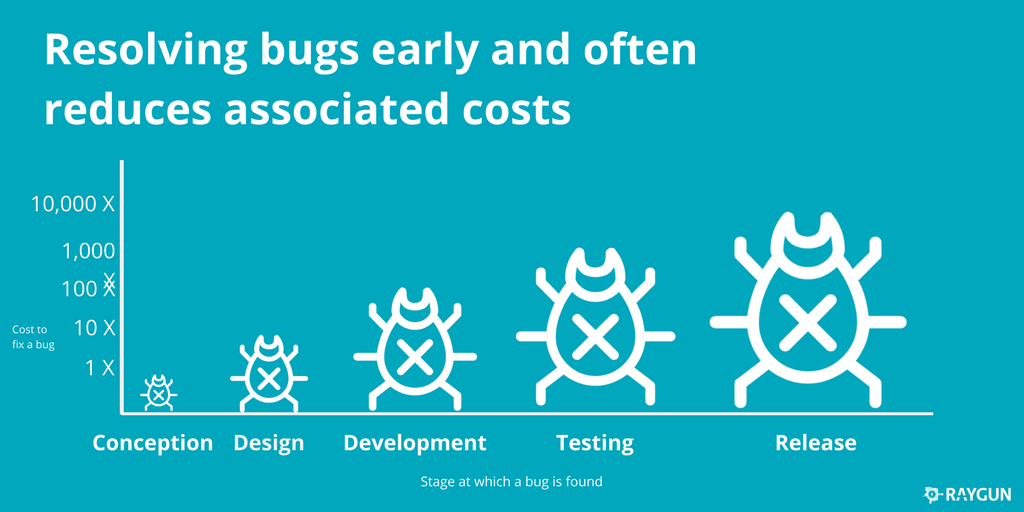 Resolving bugs early and often
reduces associated costs
10,000 X
1,000
X
100 X
10 X
1 X
Cost to
fix a bug
Conception Design Development Testing Release
Stage at which a bug is found
RAYGUN